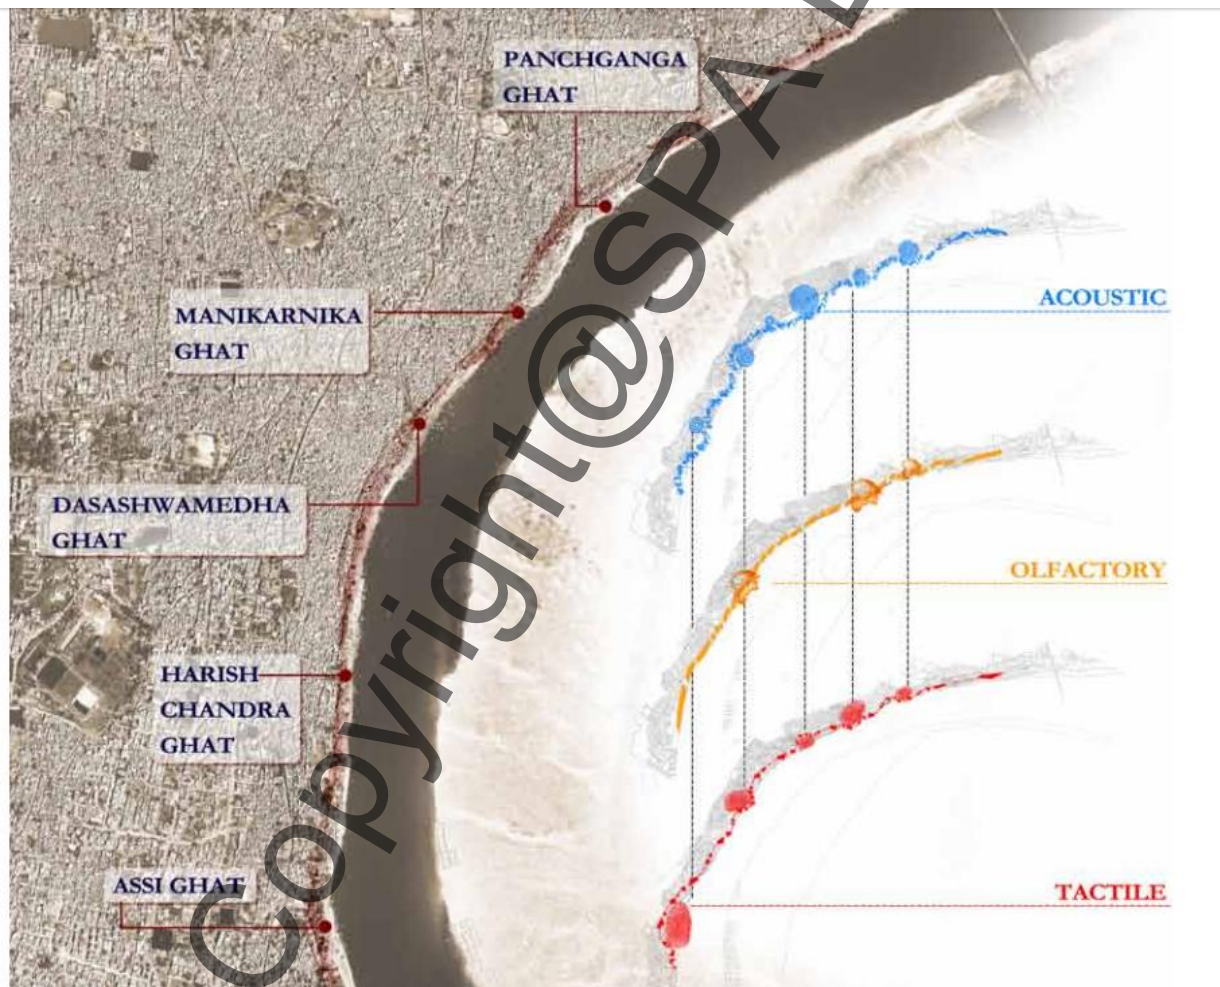 PANCHGANGA
GHAT
MANIKARNIKA
GHAT
DASASHWAMEDHA
GHAT
HARISH
CHANDRA
GHAT
ASSI GHAT
ACOUSTIC
OLFACTORY
TACTILE
Copyright@SPA